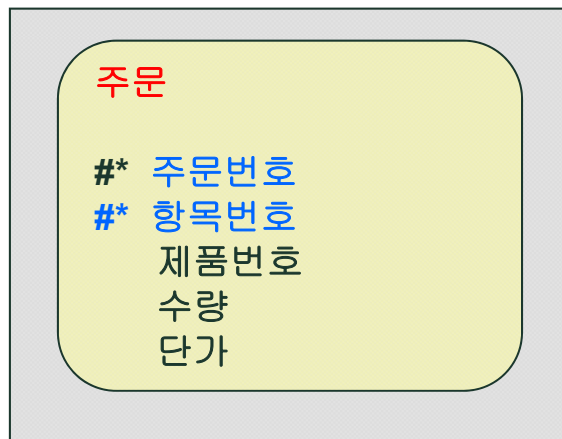 주문
#* 주문번호
#* 항목번호
제품번호
수량
단가